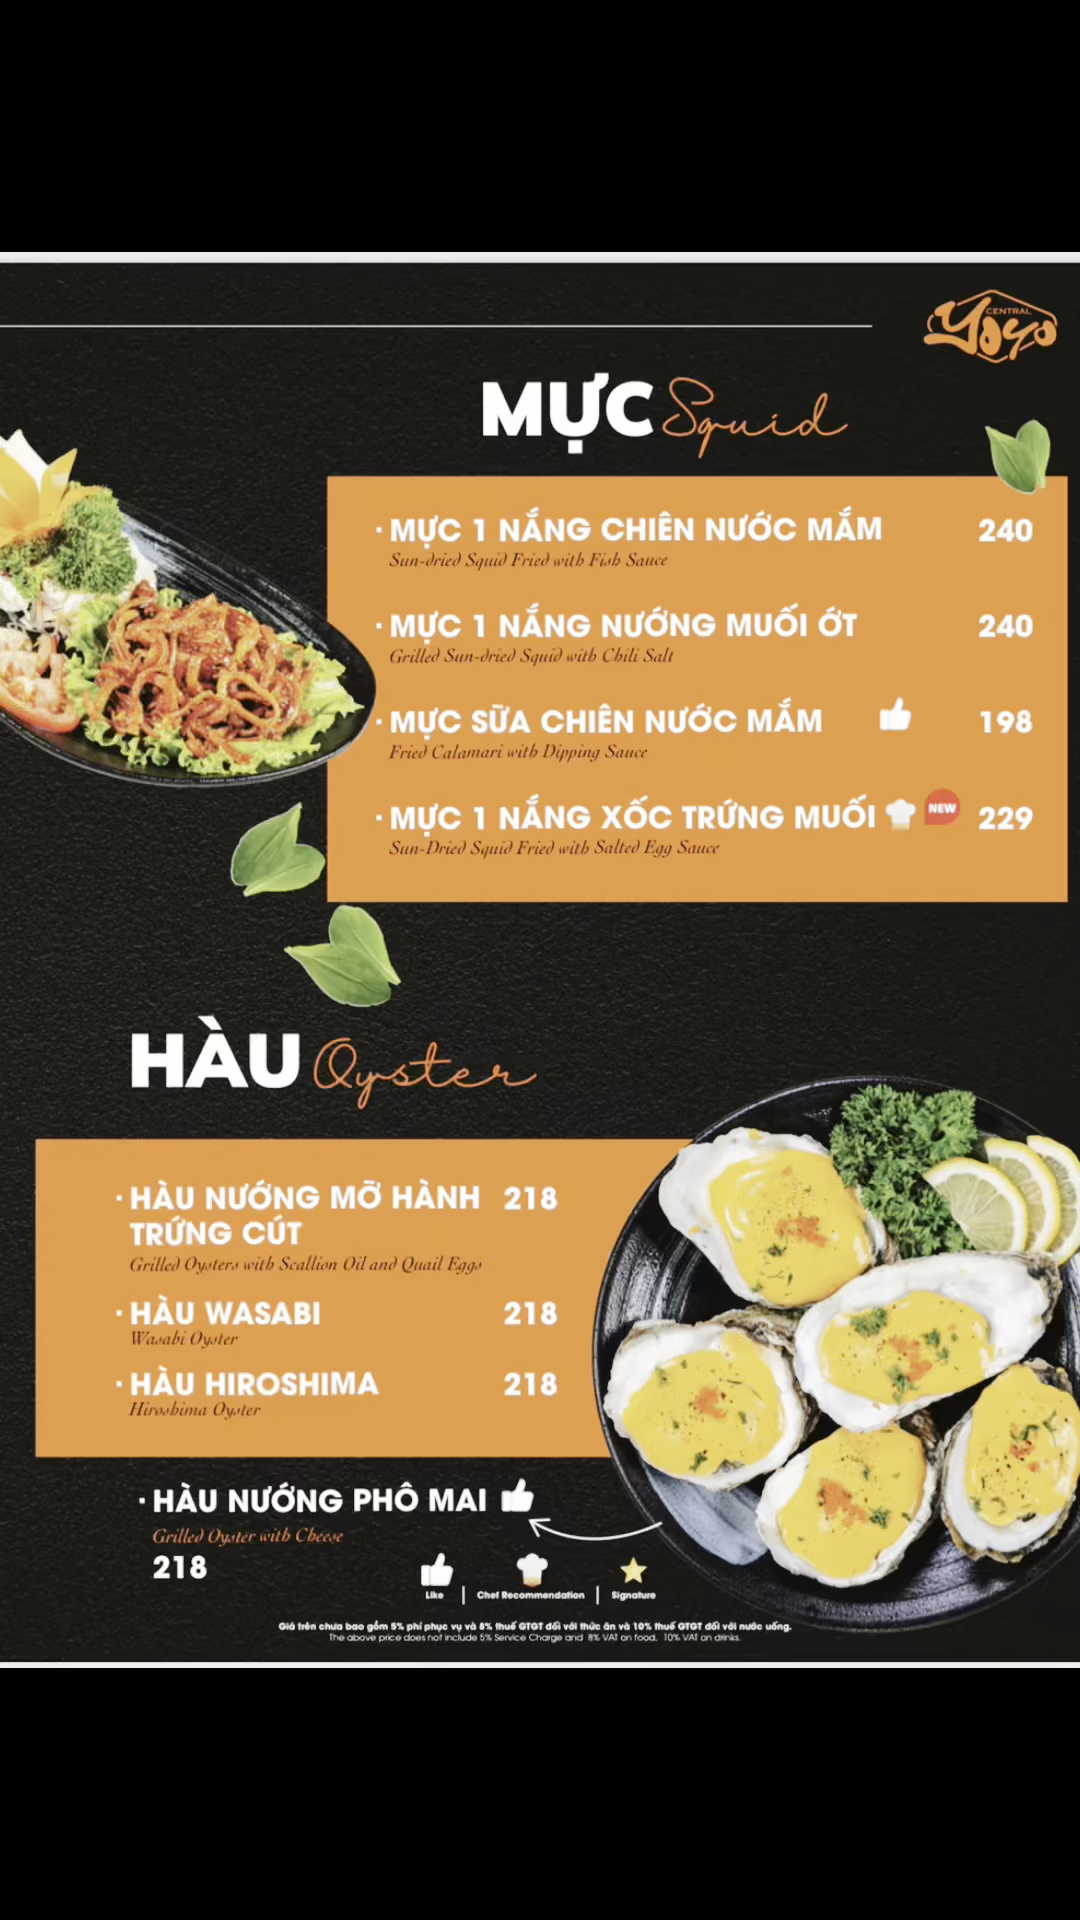 CENTRAL
Yoyo
MỰC Squid
· MỰC 1 NẮNG CHIÊN NƯỚC MẮM 240
Sun-dried Squid Fried with Fish Sauce
· MỰC 1 NẮNG NƯỚNG MUỐI ỚT 240
Grilled Sun-dried Squid with Chili Salt
· MỰC SỮA CHIÊN NƯỚC MẮM 198
Fried Calamari with Dipping Sauce
· MỰC 1 NẮNG XỐC TRỨNG MUỐI NEW 229
Sun-Dried Squid Fried with Salted Egg Sauce
HÀU Oyster
· HÀU NƯỚNG MỠ HÀNH 218
TRỨNG CÚT
Grilled Oysters with Scallion Oil and Quail Eggs
· HÀU WASABI 218
Wasabi Oyster
· HÀU HIROSHIMA 218
Hiroshima Oyster
· HÀU NƯỚNG PHÔ MAI
Grilled Oyster with Cheese
218
Like | Chef Recommendation | Signature
Giá trên chưa bao gồm 5% phí phục vụ và 8% thuế GTGT đối với thức ăn và 10% thuế GTGT đối với nước uống.
The above price does not include 5% Service Charge and 8% VAT on food, 10% VAT on drinks.